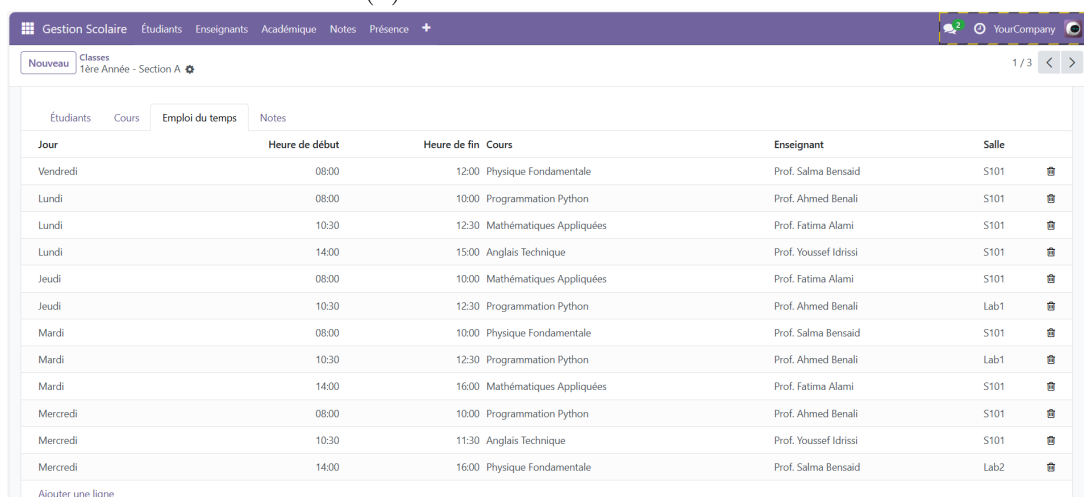 Gestion Scolaire Étudiants Enseignants Académique Notes Présence + 2 YourCompany
Nouveau Classes 1 / 3
1ère Année - Section A
Étudiants Cours Emploi du temps Notes
Jour Heure de début Heure de fin Cours Enseignant Salle
Vendredi 08:00 12:00 Physique Fondamentale Prof. Salma Bensaid S101
Lundi 08:00 10:00 Programmation Python Prof. Ahmed Benali S101
Lundi 10:30 12:30 Mathématiques Appliquées Prof. Fatima Alami S101
Lundi 14:00 15:00 Anglais Technique Prof. Youssef Idrissi S101
Jeudi 08:00 10:00 Mathématiques Appliquées Prof. Fatima Alami S101
Jeudi 10:30 12:30 Programmation Python Prof. Ahmed Benali Lab1
Mardi 08:00 10:00 Physique Fondamentale Prof. Salma Bensaid S101
Mardi 10:30 12:30 Programmation Python Prof. Ahmed Benali Lab1
Mardi 14:00 16:00 Mathématiques Appliquées Prof. Fatima Alami S101
Mercredi 08:00 10:00 Programmation Python Prof. Ahmed Benali S101
Mercredi 10:30 11:30 Anglais Technique Prof. Youssef Idrissi S101
Mercredi 14:00 16:00 Physique Fondamentale Prof. Salma Bensaid Lab2
Ajouter une ligne